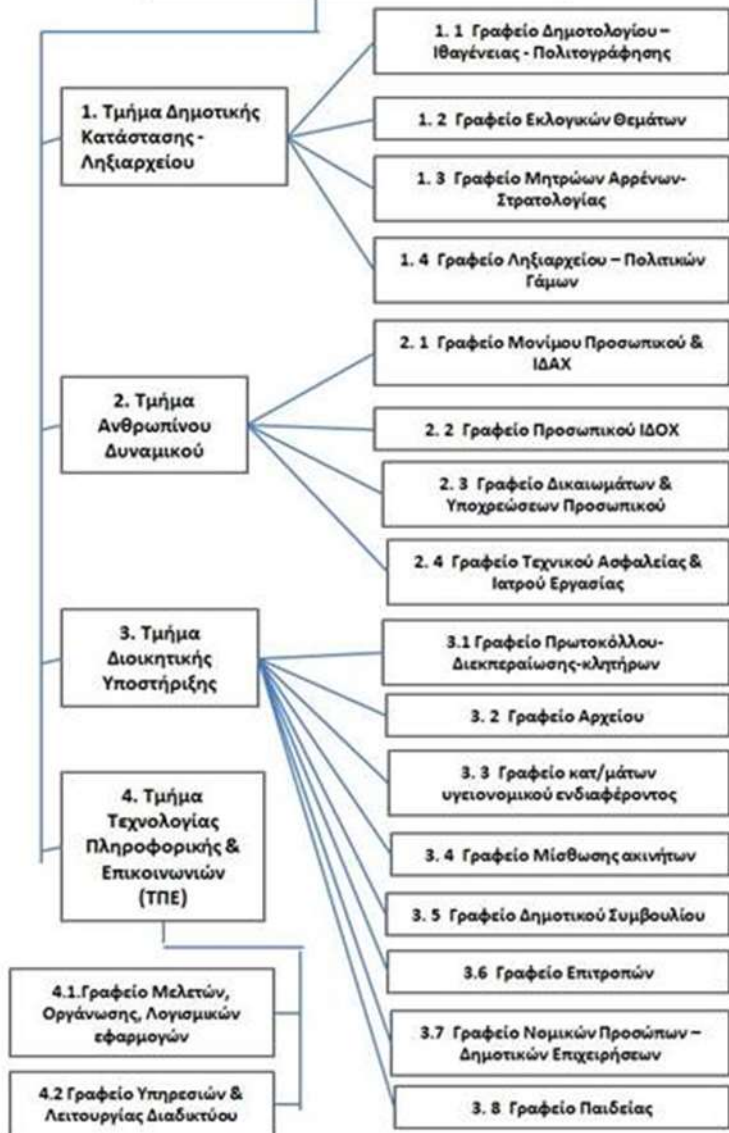 1. Τμήμα Δημοτικής
Κατάστασης -
Ληξιαρχείου
1. 1 Γραφείο Δημοτολογίου –
Ιθαγένειας - Πολιτογράφησης
1. 2 Γραφείο Εκλογικών Θεμάτων
1. 3 Γραφείο Μητρώων Αρρένων-
Στρατολογίας
1. 4 Γραφείο Ληξιαρχείου – Πολιτικών
Γάμων
2. Τμήμα
Ανθρωπίνου
Δυναμικού
2. 1 Γραφείο Μονίμου Προσωπικού &
ΙΔΑΧ
2. 2 Γραφείο Προσωπικού ΙΔΟΧ
2. 3 Γραφείο Δικαιωμάτων &
Υποχρεώσεων Προσωπικού
2. 4 Γραφείο Τεχνικού Ασφαλείας &
Ιατρού Εργασίας
3. Τμήμα
Διοικητικής
Υποστήριξης
3.1 Γραφείο Πρωτοκόλλου-
Διεκπεραίωσης-κλητήρων
3. 2 Γραφείο Αρχείου
3. 3 Γραφείο κατ/μάτων
υγειονομικού ενδιαφέροντος
3. 4 Γραφείο Μίσθωσης ακινήτων
3. 5 Γραφείο Δημοτικού Συμβουλίου
3.6 Γραφείο Επιτροπών
3.7 Γραφείο Νομικών Προσώπων –
Δημοτικών Επιχειρήσεων
3. 8 Γραφείο Παιδείας
4. Τμήμα
Τεχνολογίας
Πληροφορικής &
Επικοινωνιών
(ΤΠΕ)
4.1.Γραφείο Μελετών,
Οργάνωσης, Λογισμικών
εφαρμογών
4.2 Γραφείο Υπηρεσιών &
Λειτουργίας Διαδικτύου